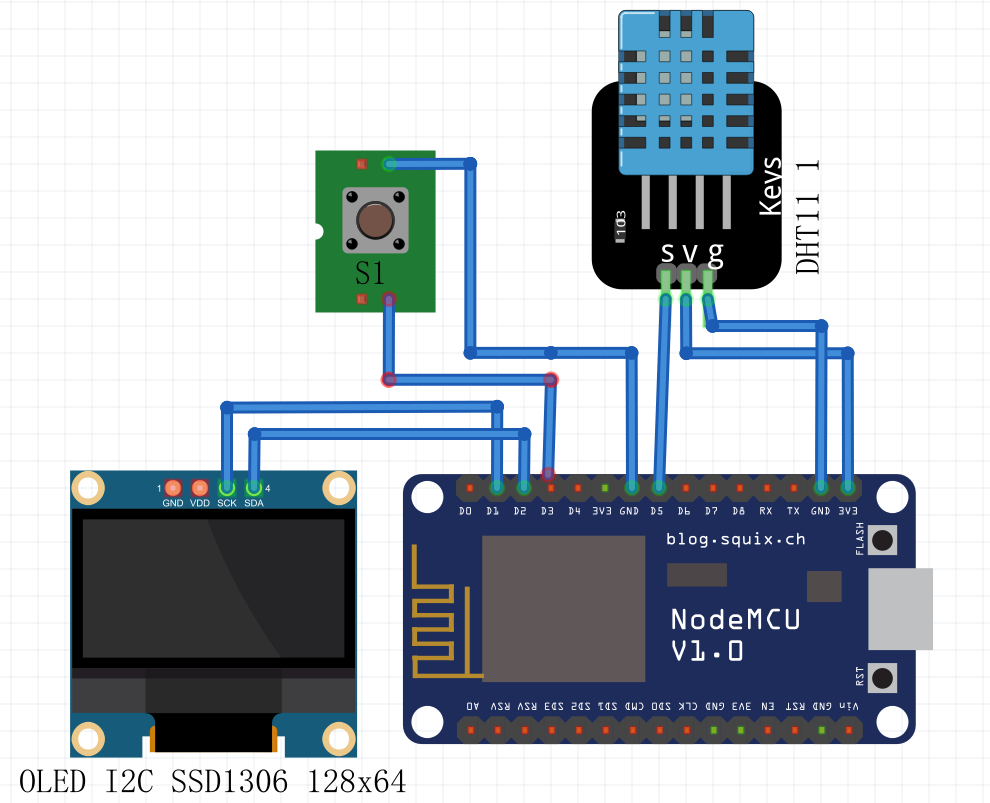 Keys
DHT11 1
103
s v g
S1
1 4
GND VDD SCK SDA
D0 D1 D2 D3 D4 3V3 GND D5 D6 D7 D8 RX TX GND 3V3
blog.squix.ch
FLASH
NodeMCU
V1.0
RST
A0 RSV RSV SD3 SD2 SD1 CMD SD0 CLK GND 3V3 EN RST GND Vin
OLED I2C SSD1306 128x64